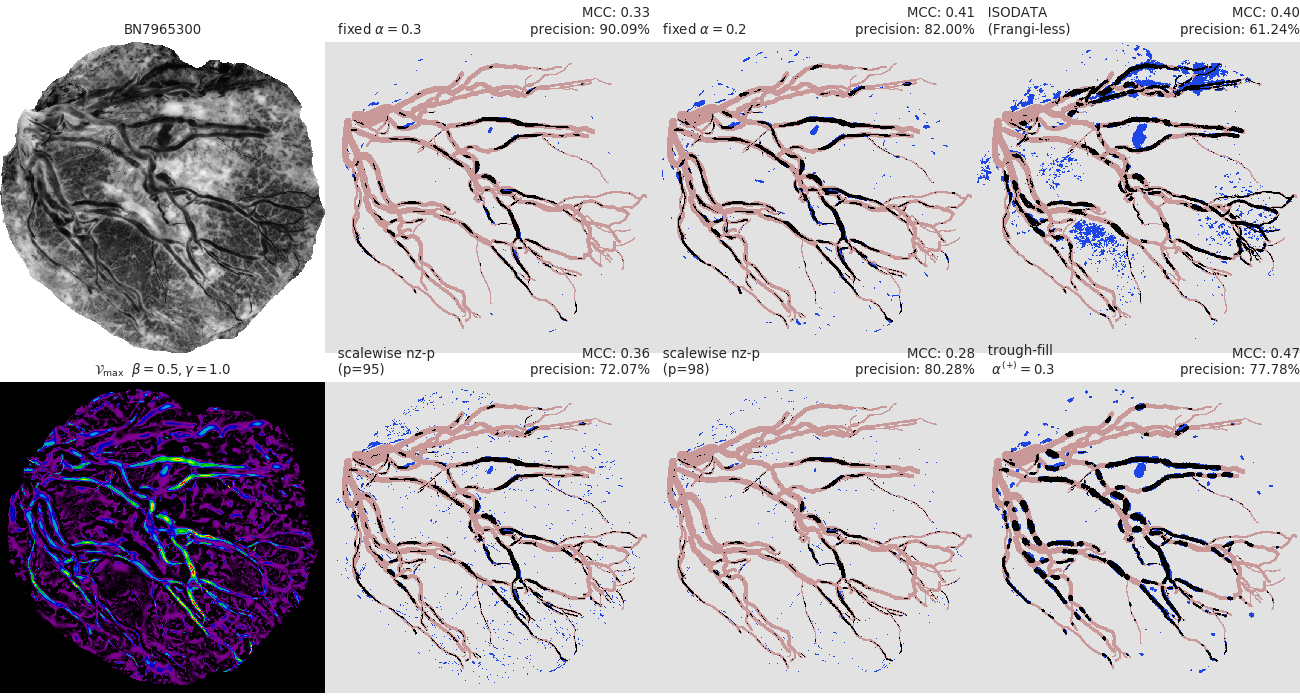 BN7965300
fixed α = 0.3
MCC: 0.33
precision: 90.09%
fixed α = 0.2
MCC: 0.41
precision: 82.00%
ISODATA
(Frangi-less)
MCC: 0.40
precision: 61.24%
𝒱max β = 0.5, γ = 1.0
scalewise nz-p
(p=95)
MCC: 0.36
precision: 72.07%
scalewise nz-p
(p=98)
MCC: 0.28
precision: 80.28%
trough-fill
α(+) = 0.3
MCC: 0.47
precision: 77.78%